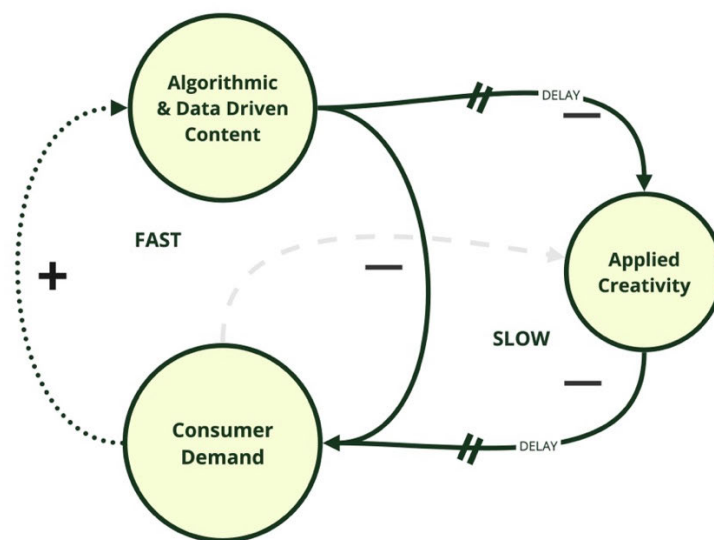 Algorithmic
& Data Driven
Content
DELAY
—
FAST
+
—
Applied
Creativity
SLOW
—
Consumer
Demand
DELAY